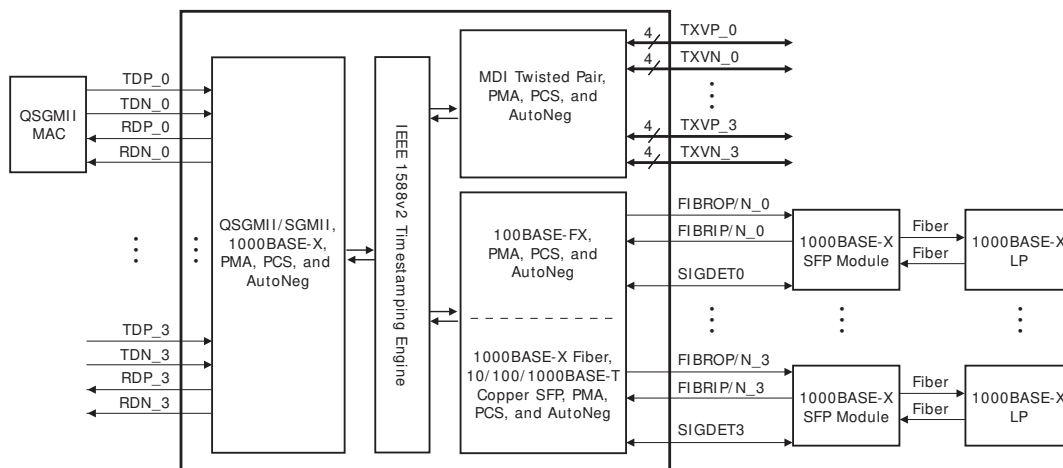 QSGMII
MAC
TDP_0
TDN_0
RDP_0
RDN_0
TDP_3
TDN_3
RDP_3
RDN_3
QSGMII/SGMII,
1000BASE-X,
PMA, PCS, and
AutoNeg
IEEE 1588v2 Timestamping Engine
MDI Twisted Pair,
PMA, PCS, and
AutoNeg
4 TXVP_0
4 TXVN_0
4 TXVP_3
4 TXVN_3
100BASE-FX,
PMA, PCS, and
AutoNeg
1000BASE-X Fiber,
10/100/1000BASE-T
Copper SFP, PMA,
PCS, and AutoNeg
FIBROP/N_0
FIBRIP/N_0
SIGDET0
1000BASE-X
SFP Module
Fiber
Fiber
1000BASE-X
LP
FIBROP/N_3
FIBRIP/N_3
SIGDET3
1000BASE-X
SFP Module
Fiber
Fiber
1000BASE-X
LP